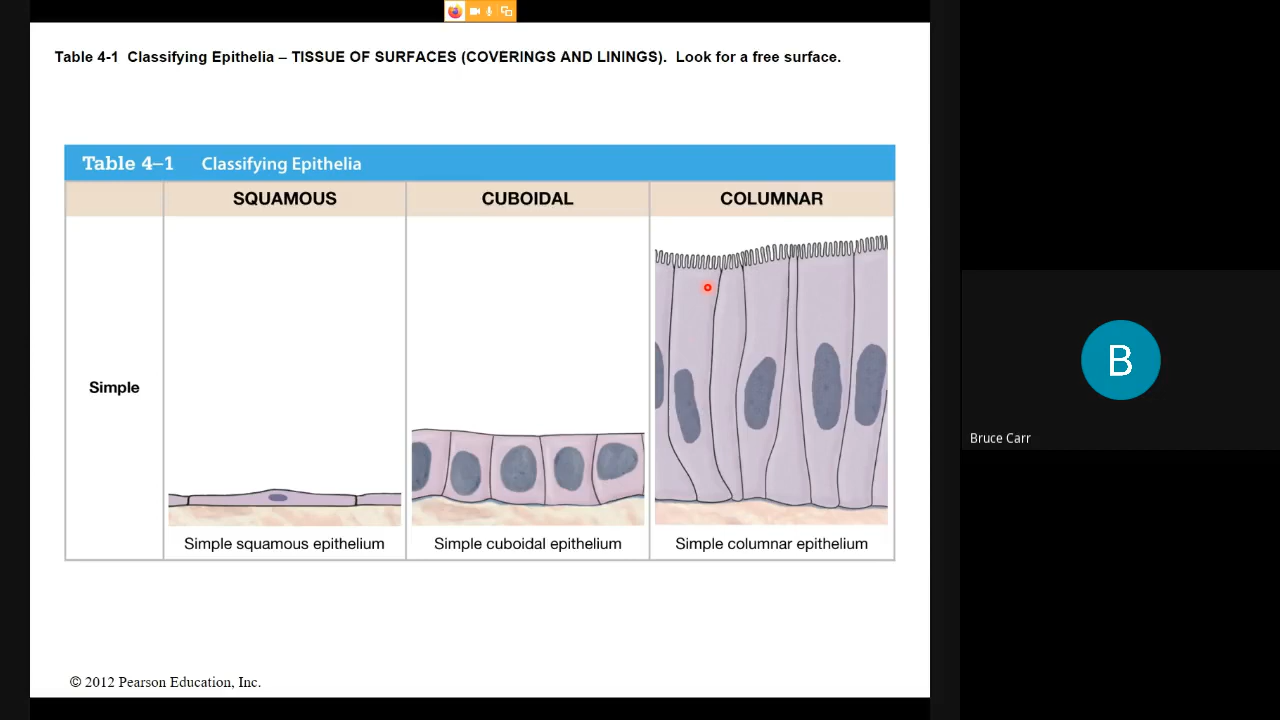 Table 4-1  Classifying Epithelia – TISSUE OF SURFACES (COVERINGS AND LININGS).  Look for a free surface.
Table 4–1 Classifying Epithelia
SQUAMOUS CUBOIDAL COLUMNAR
Simple
Simple squamous epithelium Simple cuboidal epithelium Simple columnar epithelium
© 2012 Pearson Education, Inc.
B
Bruce Carr